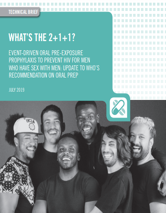 TECHNICAL BRIEF
WHAT'S THE 2+1+1?
EVENT-DRIVEN ORAL PRE-EXPOSURE
PROPHYLAXIS TO PREVENT HIV FOR MEN
WHO HAVE SEX WITH MEN: UPDATE TO WHO'S
RECOMMENDATION ON ORAL PREP
JULY 2019